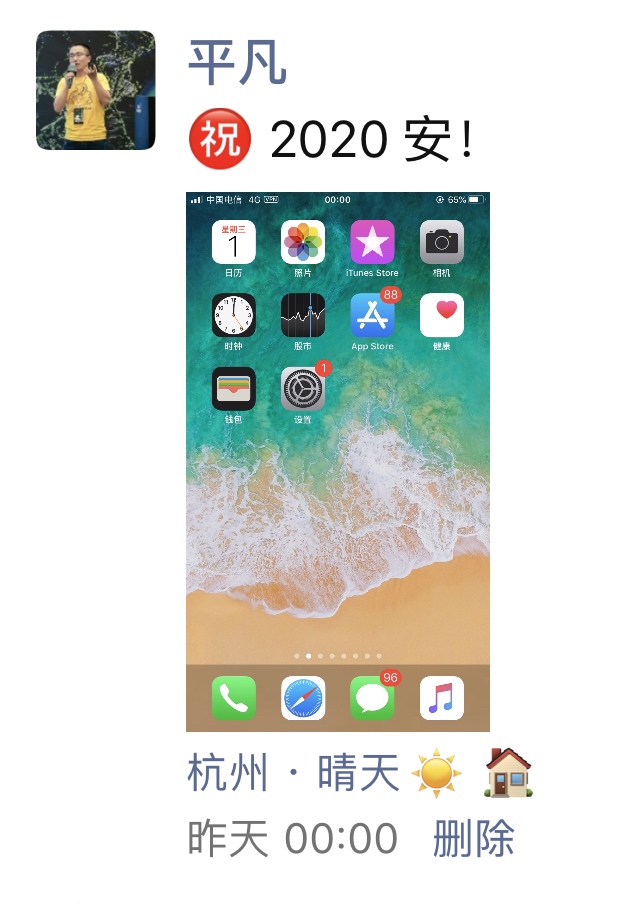 平凡
㊗️ 2020 安！
中国电信 4G VPN 00:00 65%
星期三
1
日历 照片 iTunes Store 相机
88
时钟 股市 App Store 健康
1
钱包 设置
96
杭州 · 晴天☀️ 🏠
昨天 00:00 删除